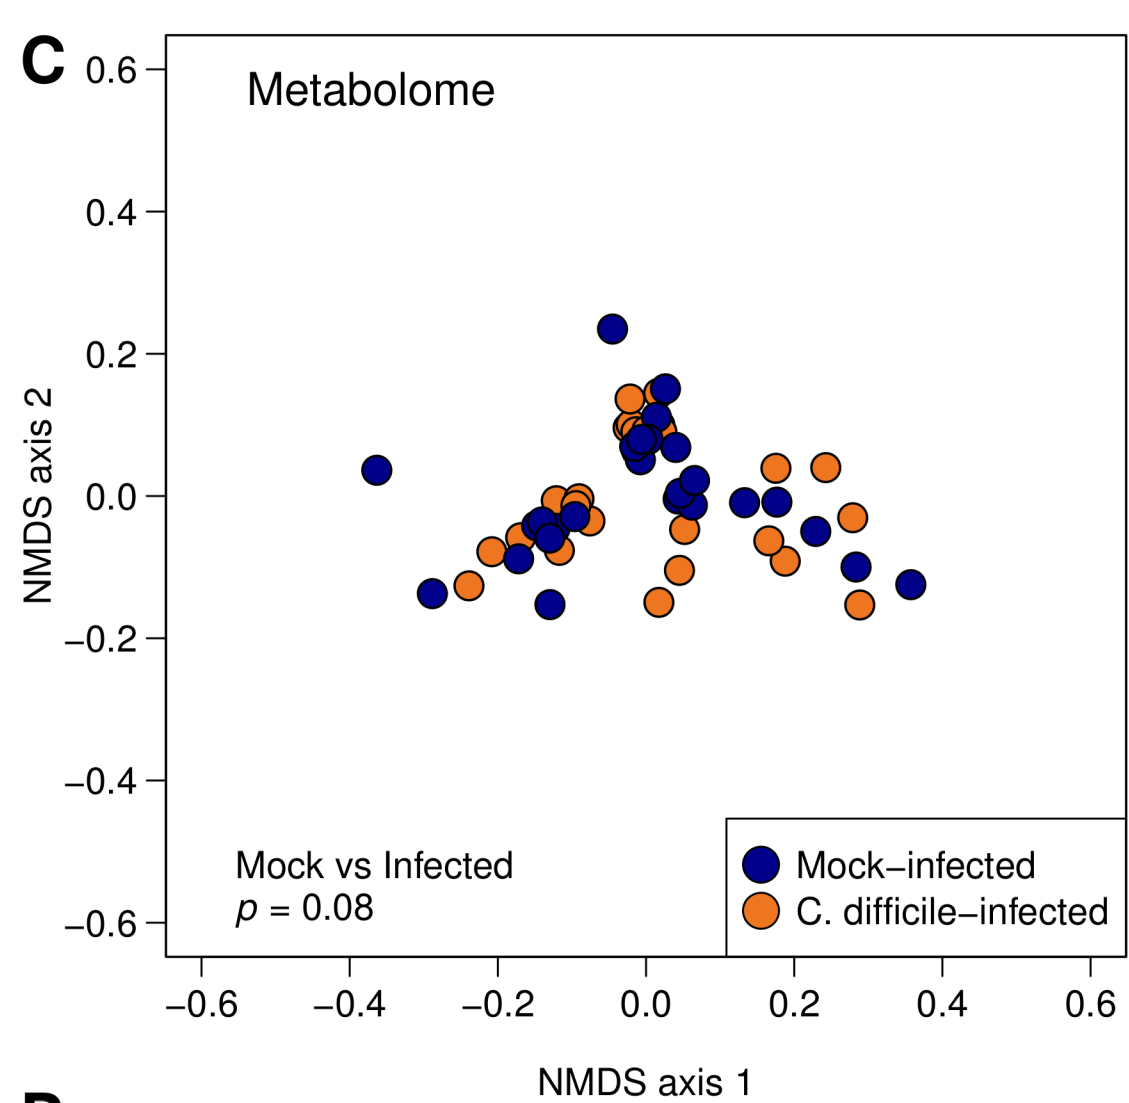 C
Metabolome
0.6
0.4
0.2
0.0
−0.2
−0.4
−0.6
NMDS axis 2
Mock vs Infected
p = 0.08
Mock−infected
C. difficile−infected
−0.6 −0.4 −0.2 0.0 0.2 0.4 0.6
NMDS axis 1